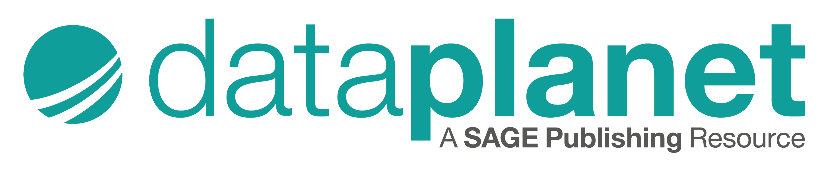 dataplanet
A SAGE Publishing Resource